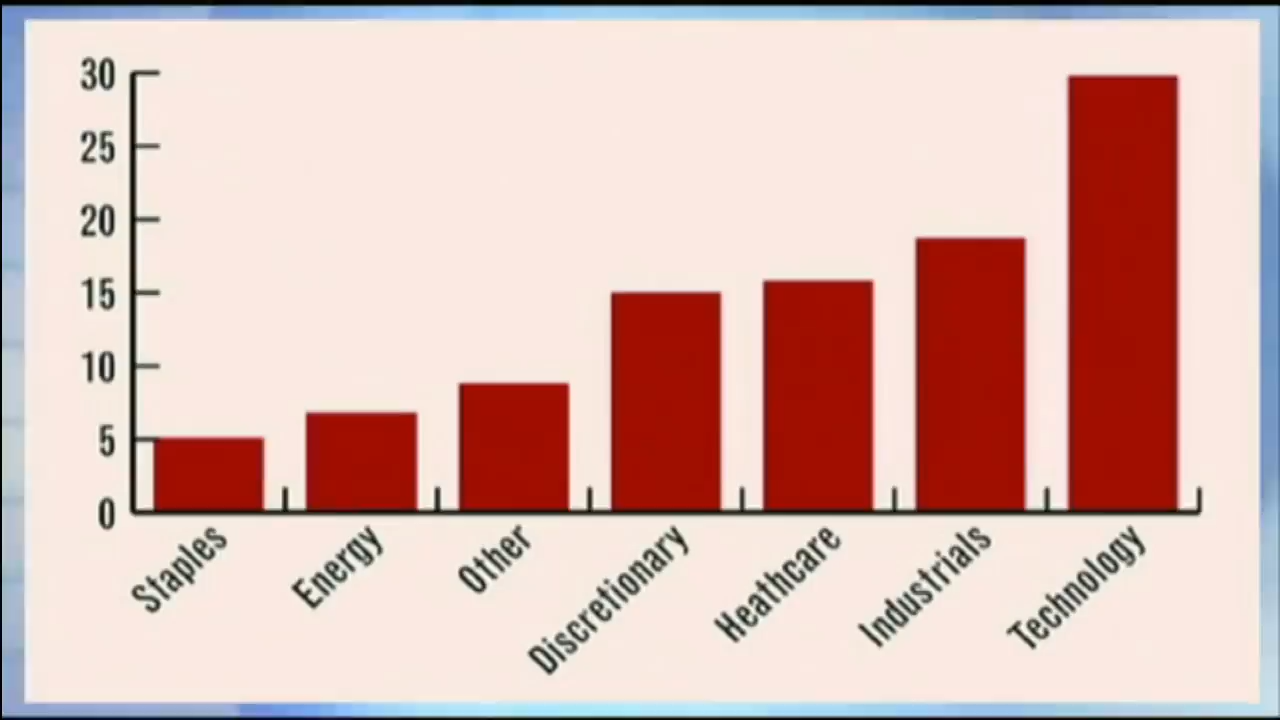 30
25
20
15
10
5
0
Staples
Energy
Other
Discretionary
Heathcare
Industrials
Technology